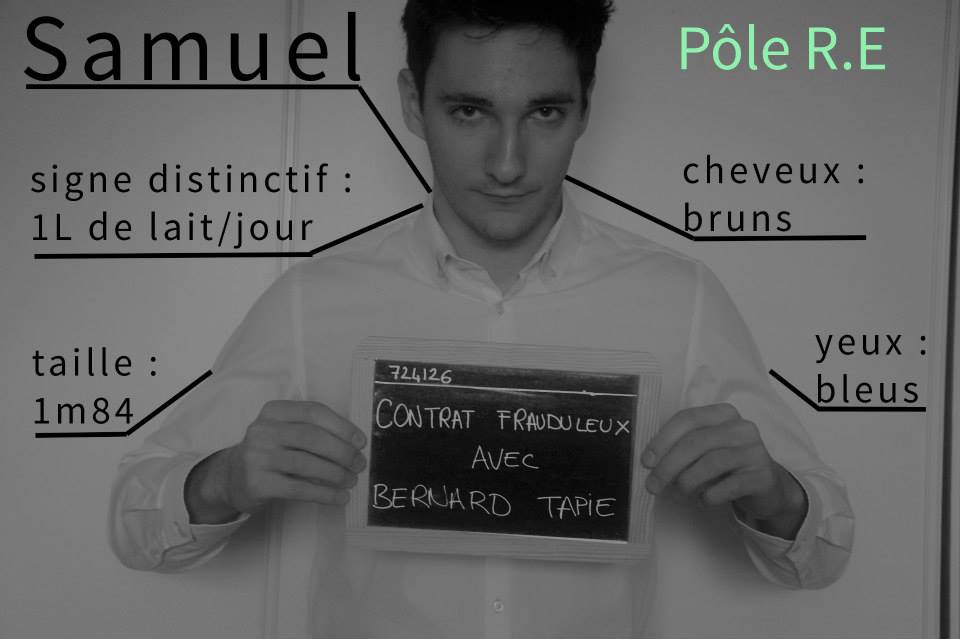 Samuel
Pôle R.E
signe distinctif :
1L de lait/jour
cheveux :
bruns
taille :
1m84
yeux :
bleus
724126
CONTRAT FRAUDULEUX
AVEC
BERNARD TAPIE